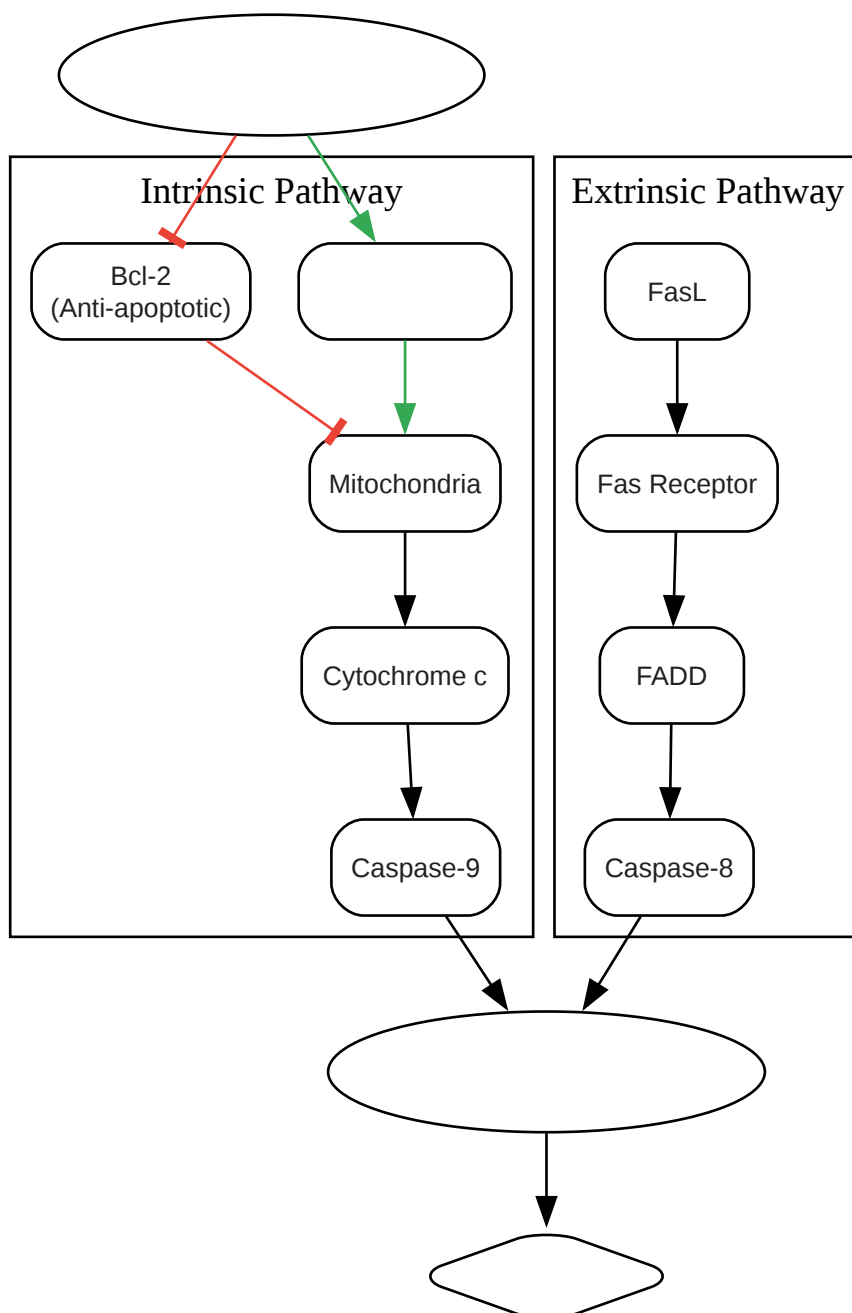 Intrinsic Pathway
Extrinsic Pathway
Bcl-2
(Anti-apoptotic)
FasL
Mitochondria
Fas Receptor
Cytochrome c
FADD
Caspase-9
Caspase-8